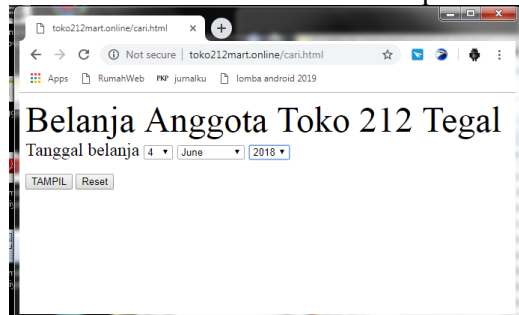 toko212mart.online/cari.html
Not secure | toko212mart.online/cari.html
Apps RumahWeb PKP jurnalku lomba android 2019
Belanja Anggota Toko 212 Tegal
Tanggal belanja 4 June 2018
TAMPIL Reset